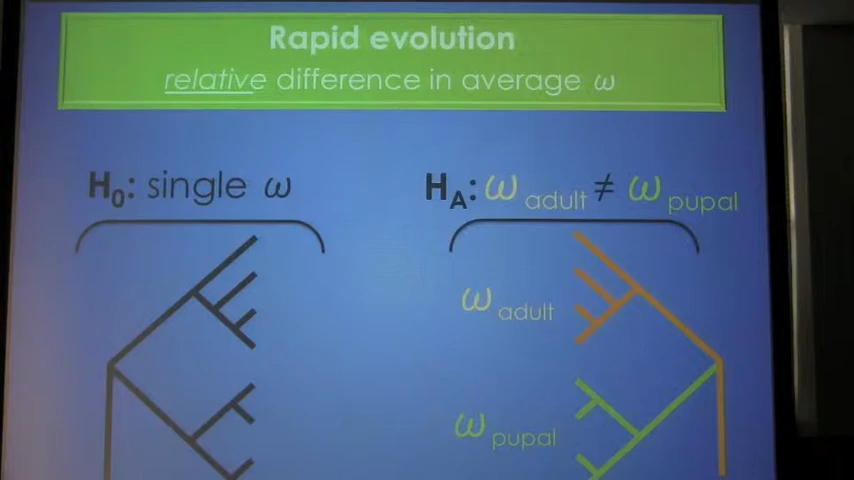 Rapid evolution
relative difference in average ω
H0: single ω
HA: ω adult ≠ ω pupal
ω adult
ω pupal